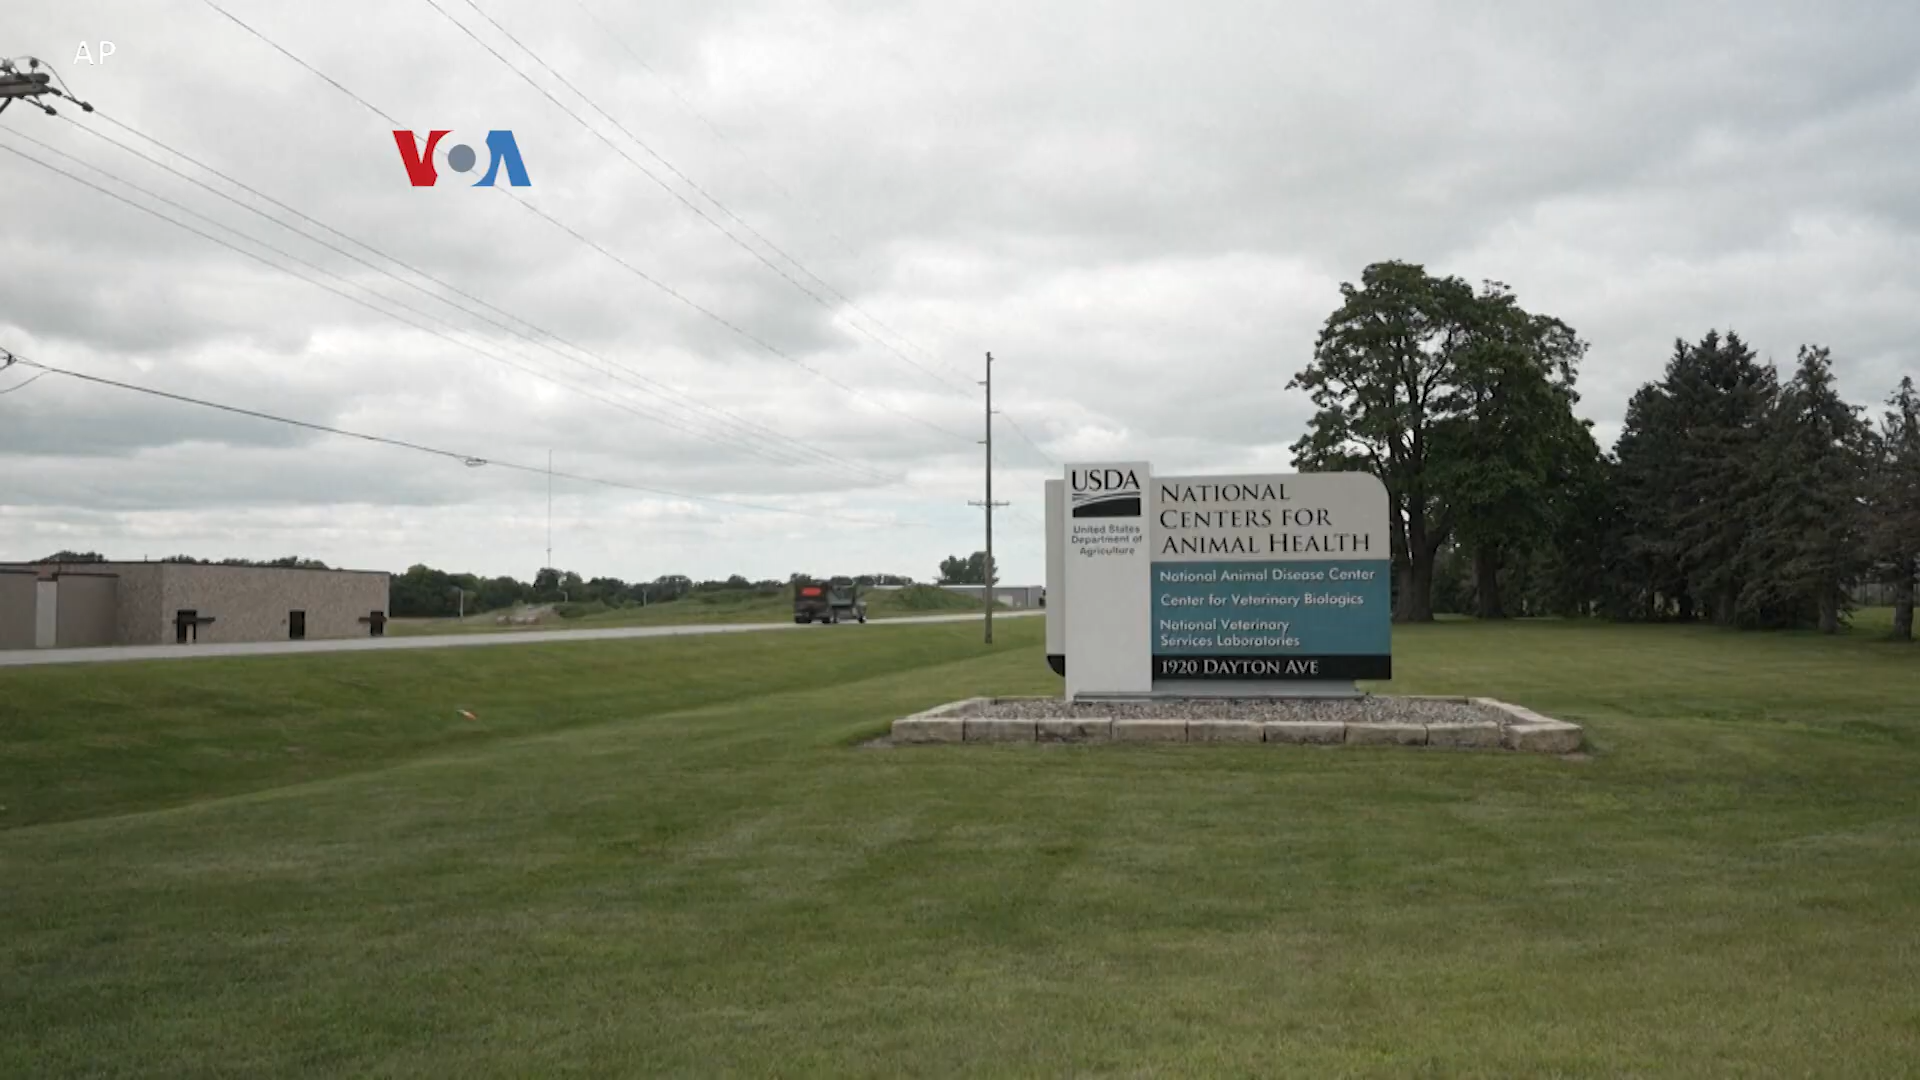 AP
VOA
USDA
United States
Department of
Agriculture
NATIONAL
CENTERS FOR
ANIMAL HEALTH
National Animal Disease Center
Center for Veterinary Biologics
National Veterinary
Services Laboratories
1920 DAYTON AVE